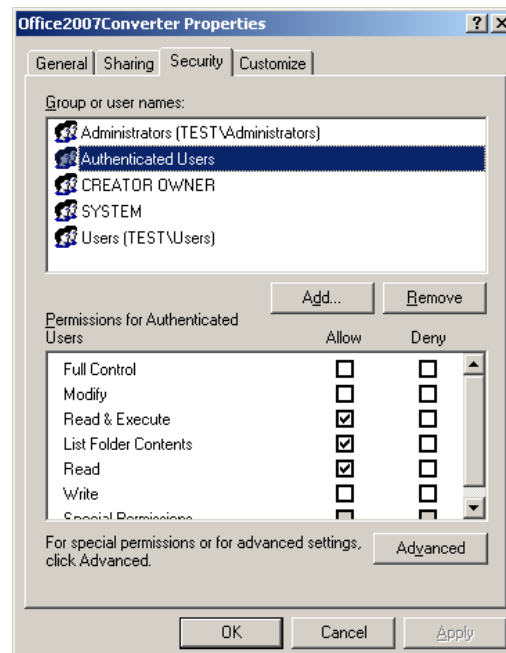 Office2007Converter Properties
General Sharing Security Customize
Group or user names:
Administrators (TEST\Administrators)
Authenticated Users
CREATOR OWNER
SYSTEM
Users (TEST\Users)
Add... Remove
Permissions for Authenticated
Users Allow Deny
Full Control
Modify
Read & Execute
List Folder Contents
Read
Write
Special Permissions
For special permissions or for advanced settings,
click Advanced.
Advanced
OK Cancel Apply